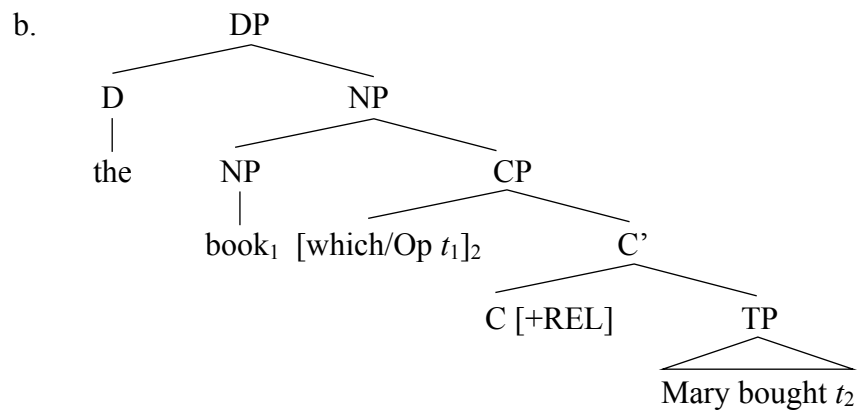 b. DP
D NP
the NP CP
book₁ [which/Op t₁]₂ C’
C [+REL] TP
Mary bought t₂